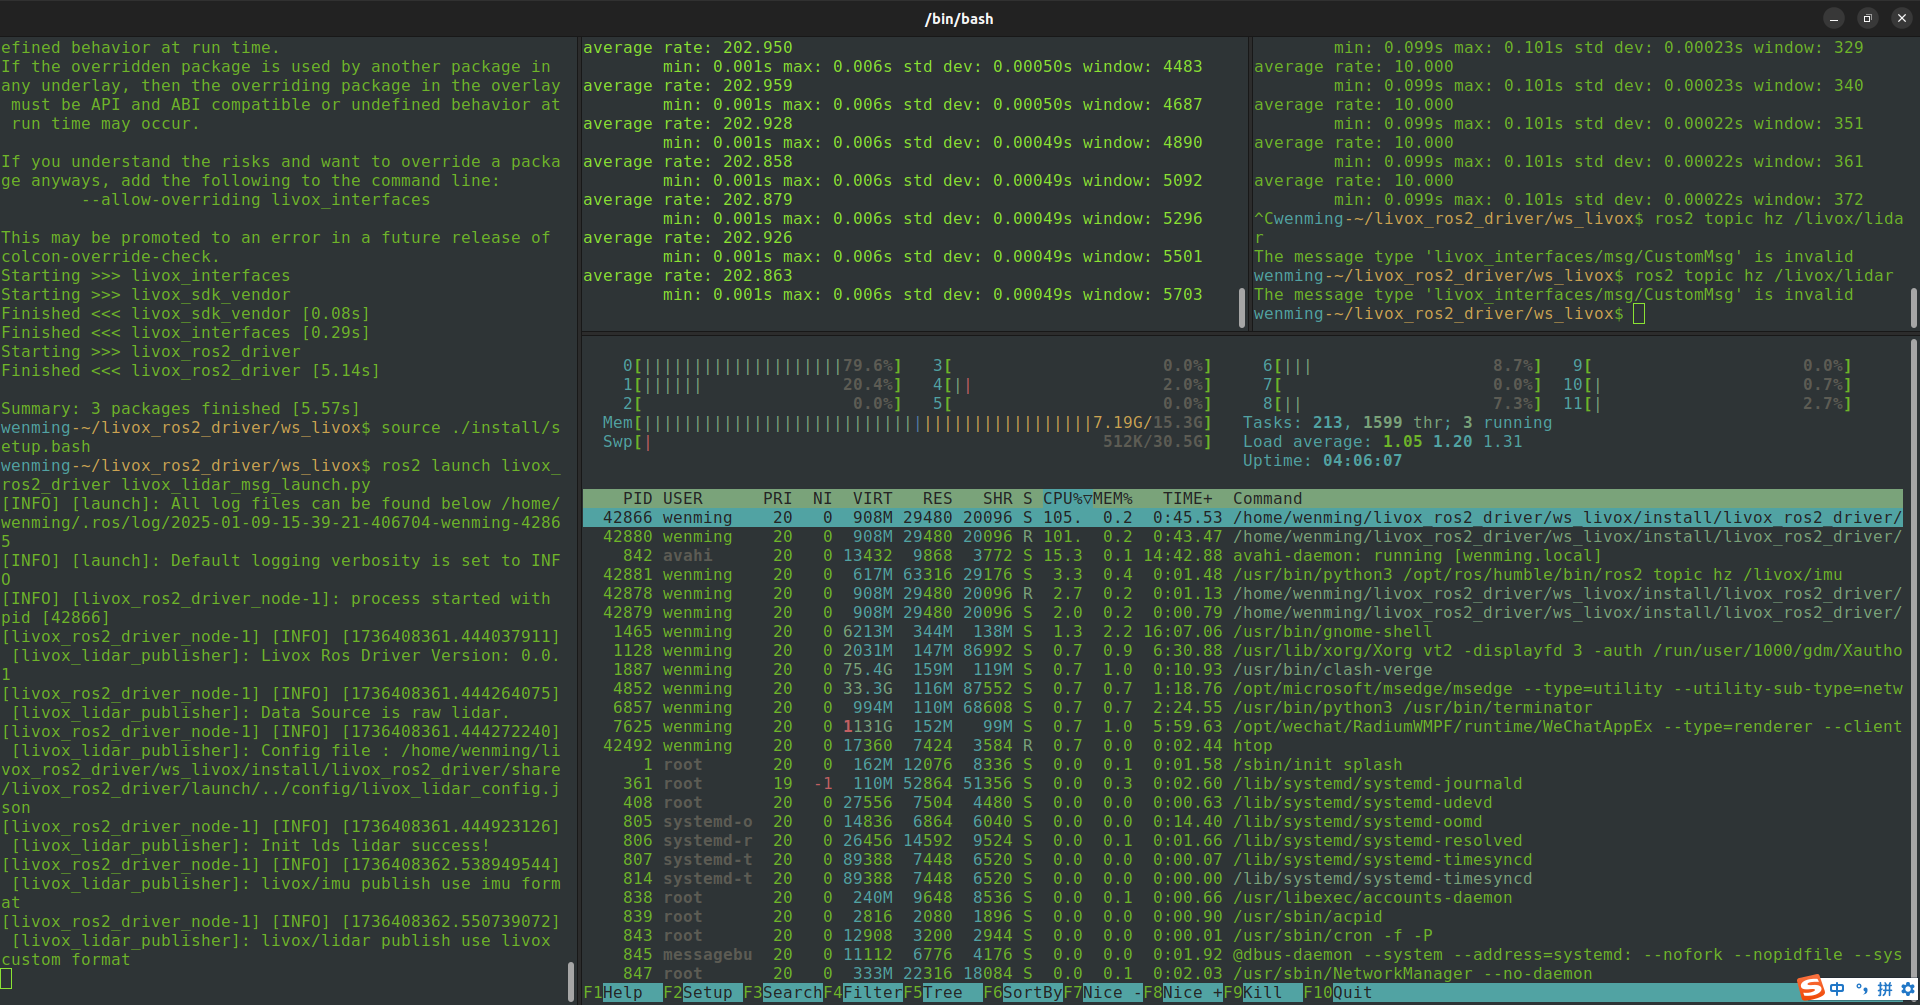 /bin/bash
efined behavior at run time.
If the overridden package is used by another package in
any underlay, then the overriding package in the overlay
 must be API and ABI compatible or undefined behavior at
 run time may occur.
If you understand the risks and want to override a packa
ge anyways, add the following to the command line:
        --allow-overriding livox_interfaces
This may be promoted to an error in a future release of
colcon-override-check.
Starting >>> livox_interfaces
Starting >>> livox_sdk_vendor
Finished <<< livox_sdk_vendor [0.08s]
Finished <<< livox_interfaces [0.29s]
Starting >>> livox_ros2_driver
Finished <<< livox_ros2_driver [5.14s]
Summary: 3 packages finished [5.57s]
wenming-~/livox_ros2_driver/ws_livox$ source ./install/s
etup.bash
wenming-~/livox_ros2_driver/ws_livox$ ros2 launch livox_
ros2_driver livox_lidar_msg_launch.py
[INFO] [launch]: All log files can be found below /home/
wenming/.ros/log/2025-01-09-15-39-21-406704-wenming-4286
5
[INFO] [launch]: Default logging verbosity is set to INF
O
[INFO] [livox_ros2_driver_node-1]: process started with
pid [42866]
[livox_ros2_driver_node-1] [INFO] [1736408361.444037911]
 [livox_lidar_publisher]: Livox Ros Driver Version: 0.0.
1
[livox_ros2_driver_node-1] [INFO] [1736408361.444264075]
 [livox_lidar_publisher]: Data Source is raw lidar.
[livox_ros2_driver_node-1] [INFO] [1736408361.444272240]
 [livox_lidar_publisher]: Config file : /home/wenming/li
vox_ros2_driver/ws_livox/install/livox_ros2_driver/share
/livox_ros2_driver/launch/../config/livox_lidar_config.j
son
[livox_ros2_driver_node-1] [INFO] [1736408361.444923126]
 [livox_lidar_publisher]: Init lds lidar success!
[livox_ros2_driver_node-1] [INFO] [1736408362.538949544]
 [livox_lidar_publisher]: livox/imu publish use imu form
at
[livox_ros2_driver_node-1] [INFO] [1736408362.550739072]
 [livox_lidar_publisher]: livox/lidar publish use livox
custom format
average rate: 202.950
        min: 0.001s max: 0.006s std dev: 0.00050s window: 4483
average rate: 202.959
        min: 0.001s max: 0.006s std dev: 0.00050s window: 4687
average rate: 202.928
        min: 0.001s max: 0.006s std dev: 0.00049s window: 4890
average rate: 202.858
        min: 0.001s max: 0.006s std dev: 0.00049s window: 5092
average rate: 202.879
        min: 0.001s max: 0.006s std dev: 0.00049s window: 5296
average rate: 202.926
        min: 0.001s max: 0.006s std dev: 0.00049s window: 5501
average rate: 202.863
        min: 0.001s max: 0.006s std dev: 0.00049s window: 5703
        min: 0.099s max: 0.101s std dev: 0.00023s window: 329
average rate: 10.000
        min: 0.099s max: 0.101s std dev: 0.00023s window: 340
average rate: 10.000
        min: 0.099s max: 0.101s std dev: 0.00022s window: 351
average rate: 10.000
        min: 0.099s max: 0.101s std dev: 0.00022s window: 361
average rate: 10.000
        min: 0.099s max: 0.101s std dev: 0.00022s window: 372
^Cwenming-~/livox_ros2_driver/ws_livox$ ros2 topic hz /livox/lida
r
The message type 'livox_interfaces/msg/CustomMsg' is invalid
wenming-~/livox_ros2_driver/ws_livox$ ros2 topic hz /livox/lidar
The message type 'livox_interfaces/msg/CustomMsg' is invalid
wenming-~/livox_ros2_driver/ws_livox$
0[||||||||||||||||||||79.6%] 3[ 0.0%] 6[||| 8.7%] 9[ 0.0%]
1[|||||| 20.4%] 4[|| 2.0%] 7[ 0.0%] 10[| 0.7%]
2[ 0.0%] 5[ 0.0%] 8[|| 7.3%] 11[| 2.7%]
Mem[|||||||||||||||||||||||||||||||||||||||||||||7.19G/15.3G] Tasks: 213, 1599 thr; 3 running
Swp[| 512K/30.5G] Load average: 1.05 1.20 1.31
Uptime: 04:06:07
PID USER PRI NI VIRT RES SHR S CPU%▽MEM% TIME+ Command
42866 wenming 20 0 908M 29480 20096 S 105. 0.2 0:45.53 /home/wenming/livox_ros2_driver/ws_livox/install/livox_ros2_driver/
42880 wenming 20 0 908M 29480 20096 R 101. 0.2 0:43.47 /home/wenming/livox_ros2_driver/ws_livox/install/livox_ros2_driver/
842 avahi 20 0 13432 9868 3772 S 15.3 0.1 14:42.88 avahi-daemon: running [wenming.local]
42881 wenming 20 0 617M 63316 29176 S 3.3 0.4 0:01.48 /usr/bin/python3 /opt/ros/humble/bin/ros2 topic hz /livox/imu
42878 wenming 20 0 908M 29480 20096 R 2.7 0.2 0:01.13 /home/wenming/livox_ros2_driver/ws_livox/install/livox_ros2_driver/
42879 wenming 20 0 908M 29480 20096 S 2.0 0.2 0:00.79 /home/wenming/livox_ros2_driver/ws_livox/install/livox_ros2_driver/
1465 wenming 20 0 6213M 344M 138M S 1.3 2.2 16:07.06 /usr/bin/gnome-shell
1128 wenming 20 0 2031M 147M 86992 S 0.7 0.9 6:30.88 /usr/lib/xorg/Xorg vt2 -displayfd 3 -auth /run/user/1000/gdm/Xautho
1887 wenming 20 0 75.4G 159M 119M S 0.7 1.0 0:10.93 /usr/bin/clash-verge
4852 wenming 20 0 33.3G 116M 87552 S 0.7 0.7 1:18.76 /opt/microsoft/msedge/msedge --type=utility --utility-sub-type=netw
6857 wenming 20 0 994M 110M 68608 S 0.7 0.7 2:24.55 /usr/bin/python3 /usr/bin/terminator
7625 wenming 20 0 1131G 152M 99M S 0.7 1.0 5:59.63 /opt/wechat/RadiumWMPF/runtime/WeChatAppEx --type=renderer --client
42492 wenming 20 0 17360 7424 3584 R 0.7 0.0 0:02.44 htop
1 root 20 0 162M 12076 8336 S 0.0 0.1 0:01.58 /sbin/init splash
361 root 19 -1 110M 52864 51356 S 0.0 0.3 0:02.60 /lib/systemd/systemd-journald
408 root 20 0 27556 7504 4480 S 0.0 0.0 0:00.63 /lib/systemd/systemd-udevd
805 systemd-o 20 0 14836 6864 6040 S 0.0 0.0 0:14.40 /lib/systemd/systemd-oomd
806 systemd-r 20 0 26456 14592 9524 S 0.0 0.1 0:01.66 /lib/systemd/systemd-resolved
807 systemd-t 20 0 89388 7448 6520 S 0.0 0.0 0:00.07 /lib/systemd/systemd-timesyncd
814 systemd-t 20 0 89388 7448 6520 S 0.0 0.0 0:00.00 /lib/systemd/systemd-timesyncd
838 root 20 0 240M 9648 8536 S 0.0 0.1 0:00.66 /usr/libexec/accounts-daemon
839 root 20 0 2816 2080 1896 S 0.0 0.0 0:00.90 /usr/sbin/acpid
843 root 20 0 12908 3200 2944 S 0.0 0.0 0:00.01 /usr/sbin/cron -f -P
845 messagebu 20 0 11112 6776 4176 S 0.0 0.0 0:01.92 @dbus-daemon --system --address=systemd: --nofork --nopidfile --sys
847 root 20 0 333M 22316 18084 S 0.0 0.1 0:02.03 /usr/sbin/NetworkManager --no-daemon
F1Help F2Setup F3SearchF4FilterF5Tree F6SortByF7Nice -F8Nice +F9Kill F10Quit
S 中 °, 拼